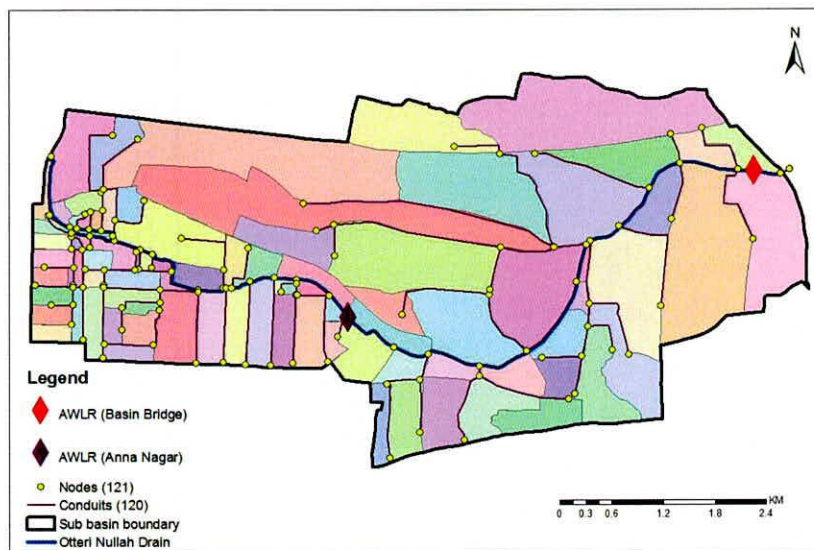 N
Legend
AWLR (Basin Bridge)
AWLR (Anna Nagar)
Nodes (121)
Conduits (120)
Sub basin boundary
Otteri Nullah Drain
KM
0 0.3 0.6 1.2 1.8 2.4